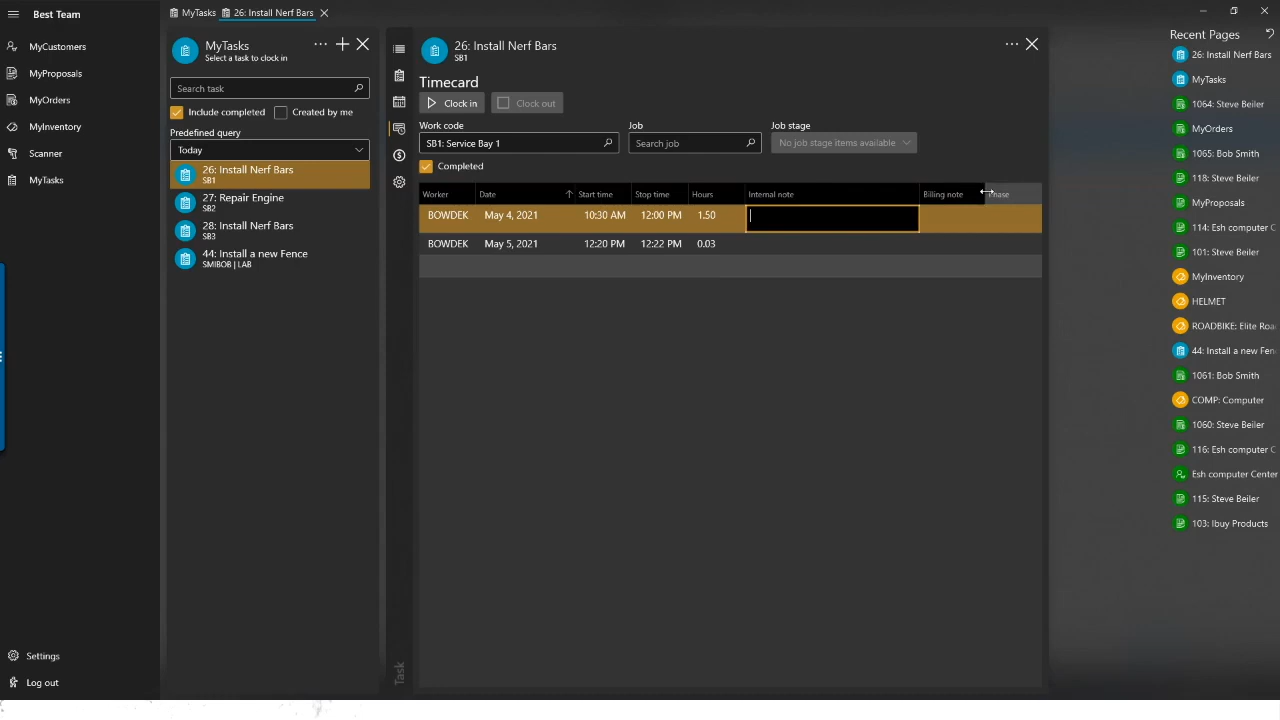 Best Team
MyTasks
26: Install Nerf Bars
MyCustomers
MyProposals
MyOrders
MyInventory
Scanner
MyTasks
Settings
Log out
MyTasks
Select a task to clock in
Search task
Include completed
Created by me
Predefined query
Today
26: Install Nerf Bars
SB1
27: Repair Engine
SB2
28: Install Nerf Bars
SB3
44: Install a new Fence
SMIBOB | LAB
26: Install Nerf Bars
SB1
Timecard
Clock in
Clock out
Work code
Job
Job stage
SB1: Service Bay 1
Search job
No job stage items available
Completed
Worker
Date
Start time
Stop time
Hours
Internal note
Billing note
Phase
BOWDEK
May 4, 2021
10:30 AM
12:00 PM
1.50
BOWDEK
May 5, 2021
12:20 PM
12:22 PM
0.03
Task
Recent Pages
26: Install Nerf Bars
MyTasks
1064: Steve Beiler
MyOrders
1065: Bob Smith
118: Steve Beiler
MyProposals
114: Esh computer C
101: Steve Beiler
MyInventory
HELMET
ROADBIKE: Elite Roa
44: Install a new Fen
1061: Bob Smith
COMP: Computer
1060: Steve Beiler
116: Esh computer C
Esh computer Center
115: Steve Beiler
103: Ibuy Products